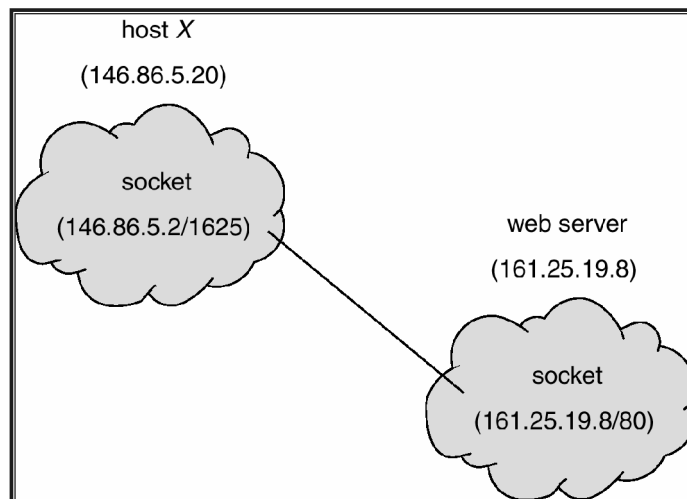 host X
(146.86.5.20)
socket
(146.86.5.2/1625)
web server
(161.25.19.8)
socket
(161.25.19.8/80)